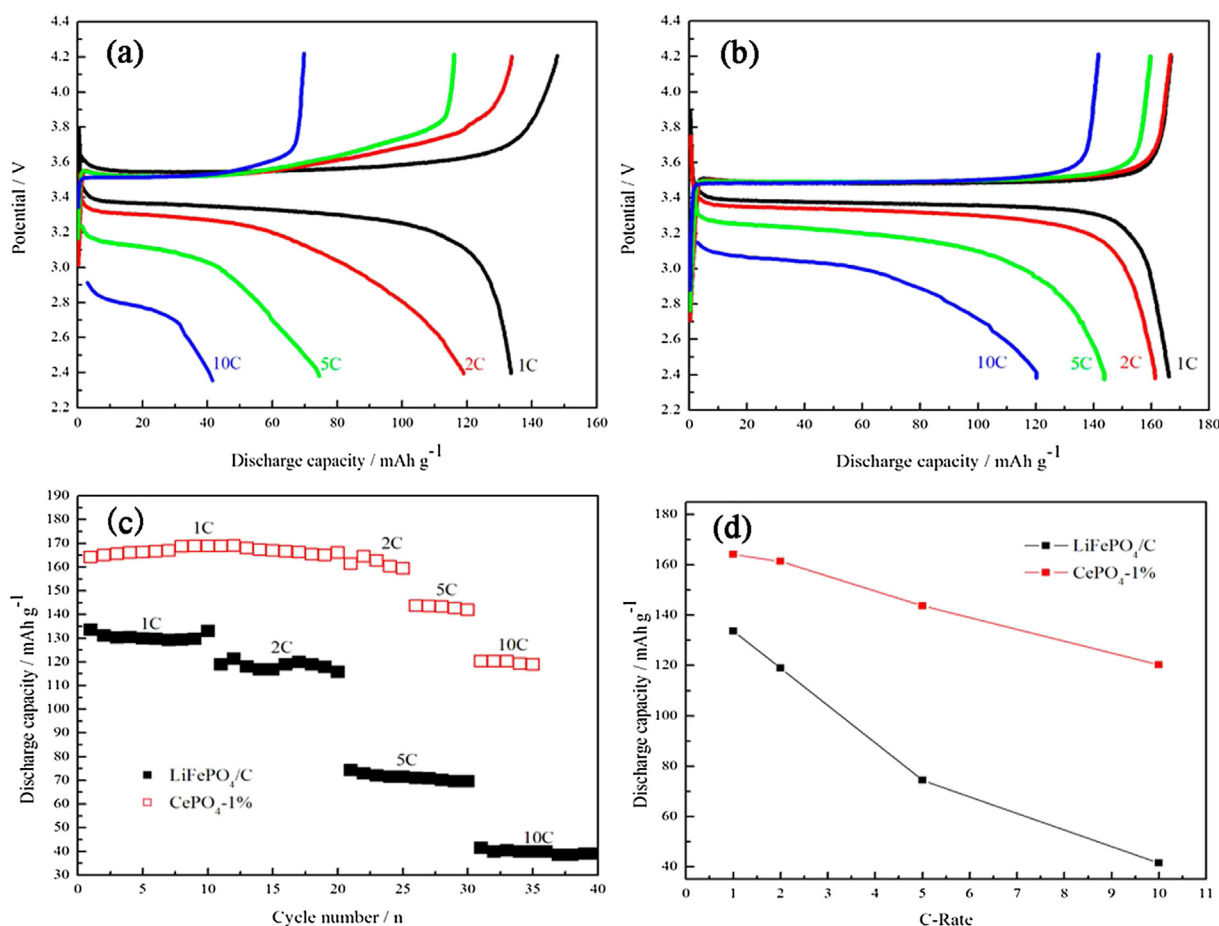 (a)
4.4
4.2
4.0
3.8
3.6
3.4
3.2
3.0
2.8
2.6
2.4
2.2
Potential / V
10C
5C
2C
1C
0 20 40 60 80 100 120 140 160
Discharge capacity / mAh g-1
(b)
4.4
4.2
4.0
3.8
3.6
3.4
3.2
3.0
2.8
2.6
2.4
2.2
Potential / V
10C
5C
2C
1C
0 20 40 60 80 100 120 140 160 180
Discharge capacity / mAh g-1
(c)
190
180
170
160
150
140
130
120
110
100
90
80
70
60
50
40
30
Discharge capacity / mAh g-1
1C
2C
5C
10C
1C
2C
5C
10C
LiFePO4/C
CePO4-1%
0 5 10 15 20 25 30 35 40
Cycle number / n
(d)
180
160
140
120
100
80
60
40
Discharge capacity / mAh g-1
LiFePO4/C
CePO4-1%
0 1 2 3 4 5 6 7 8 9 10 11
C-Rate